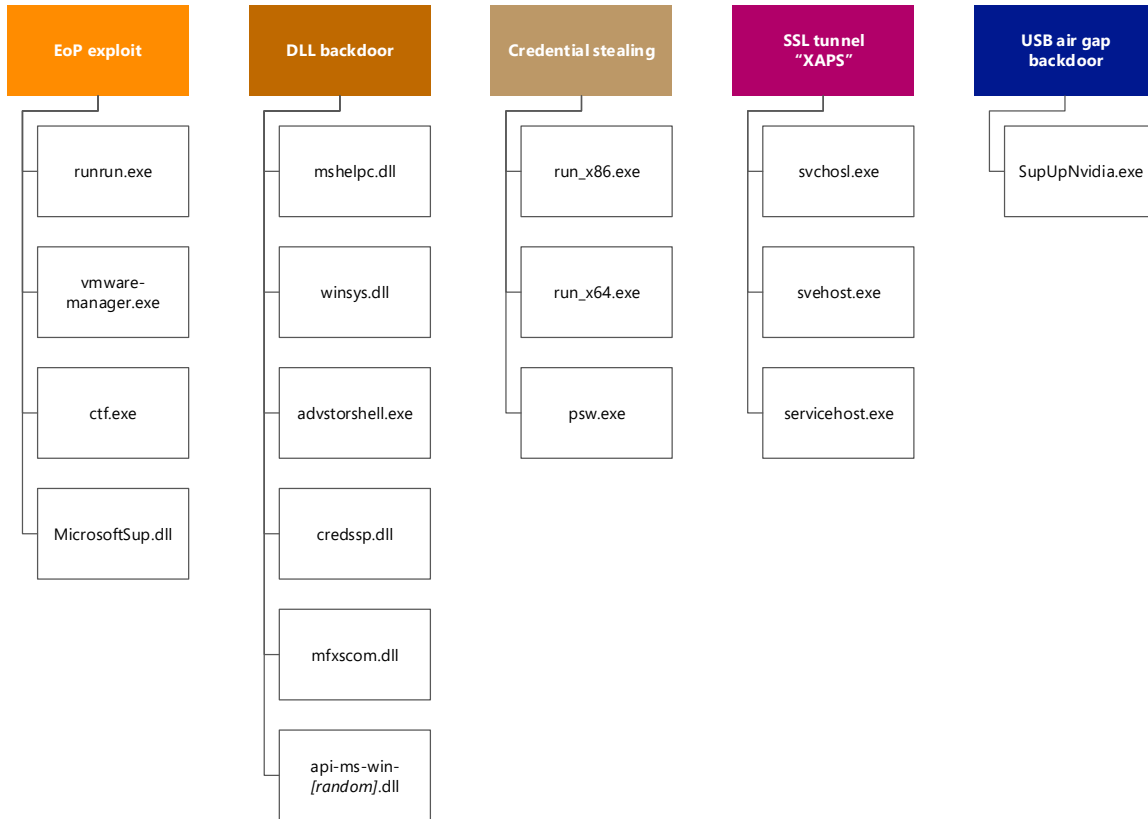 EoP exploit
runrun.exe
vmware-
manager.exe
ctf.exe
MicrosoftSup.dll
DLL backdoor
mshelpc.dll
winsys.dll
advstorshell.exe
credssp.dll
mfxscom.dll
api-ms-win-
[random].dll
Credential stealing
run_x86.exe
run_x64.exe
psw.exe
SSL tunnel
“XAPS”
svchosl.exe
svehost.exe
servicehost.exe
USB air gap
backdoor
SupUpNvidia.exe